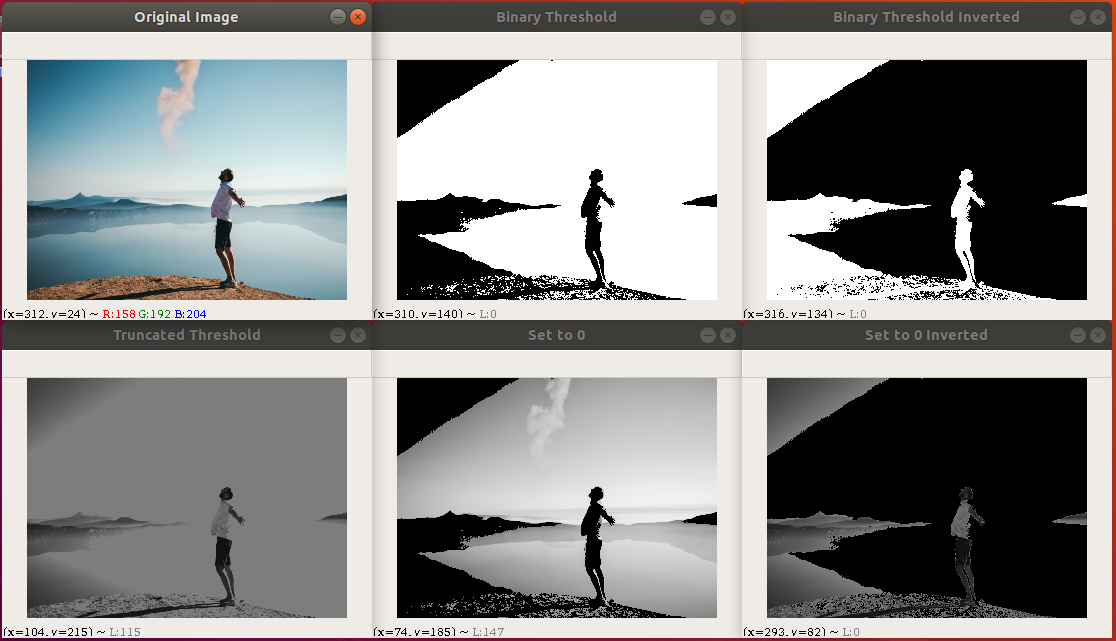 Original Image
Binary Threshold
Binary Threshold Inverted
(x=312, y=24) ~ R:158 G:192 B:204
(x=310, y=140) ~ L:0
(x=316, y=134) ~ L:0
Truncated Threshold
Set to 0
Set to 0 Inverted
(x=104, y=215) ~ L:115
(x=74, y=185) ~ L:147
(x=293, y=82) ~ L:0